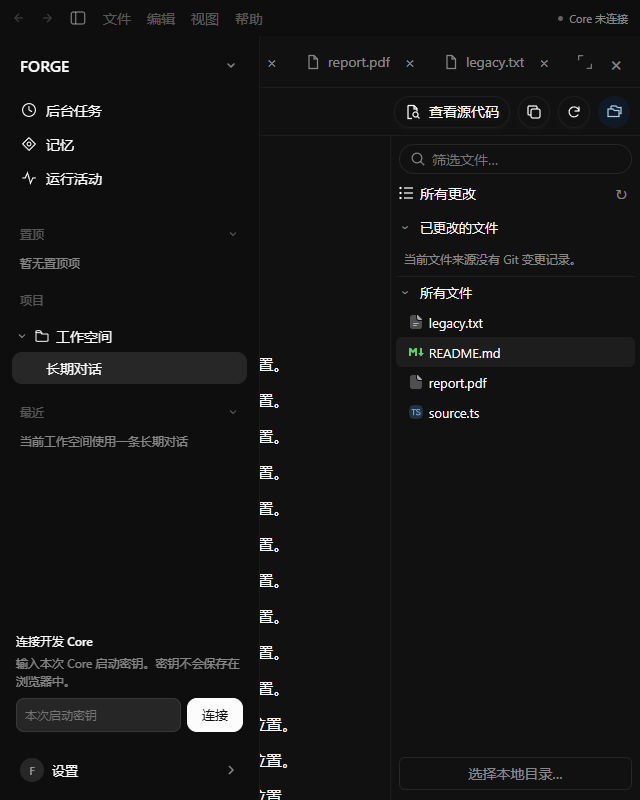 文件 编辑 视图 帮助
Core 未连接
FORGE
后台任务
记忆
运行活动
置顶
暂无置顶项
项目
工作空间
长期对话
最近
当前工作空间使用一条长期对话
连接开发 Core
输入本次 Core 启动密钥。密钥不会保存在
浏览器中。
本次启动密钥
连接
F
设置
report.pdf
legacy.txt
查看源代码
置。
置。
置。
置。
置。
置。
置。
置。
置。
置。
位置。
位置。
位置。
筛选文件...
所有更改
已更改的文件
当前文件来源没有 Git 变更记录。
所有文件
legacy.txt
M README.md
report.pdf
TS source.ts
选择本地目录...